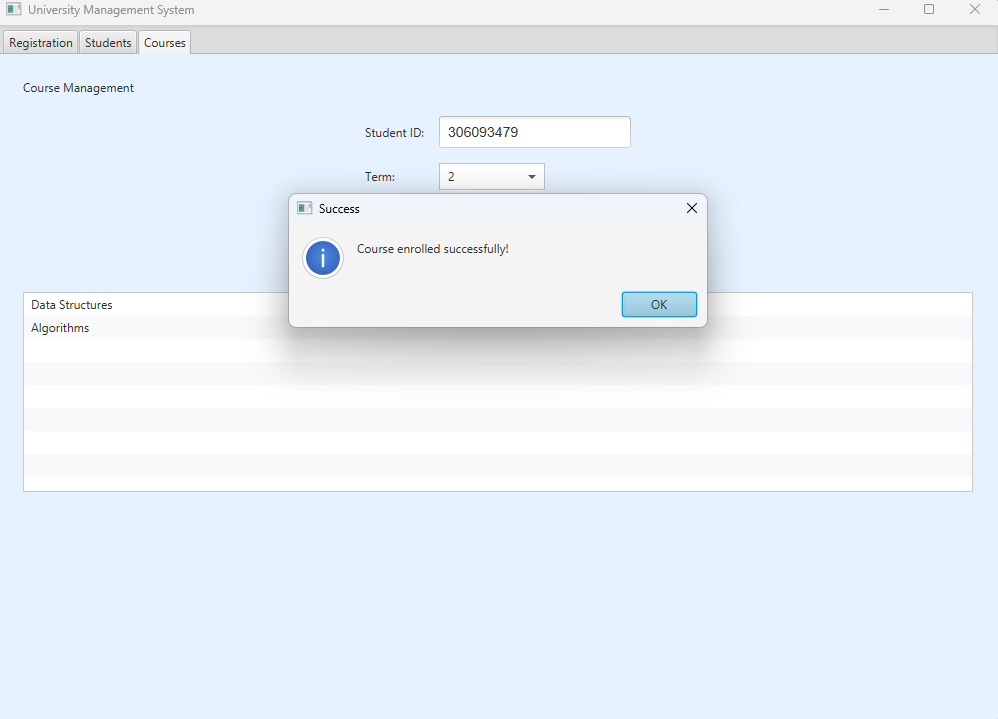 University Management System
Registration Students Courses
Course Management
Student ID: 306093479
Term: 2
Success
Course enrolled successfully!
OK
Data Structures
Algorithms